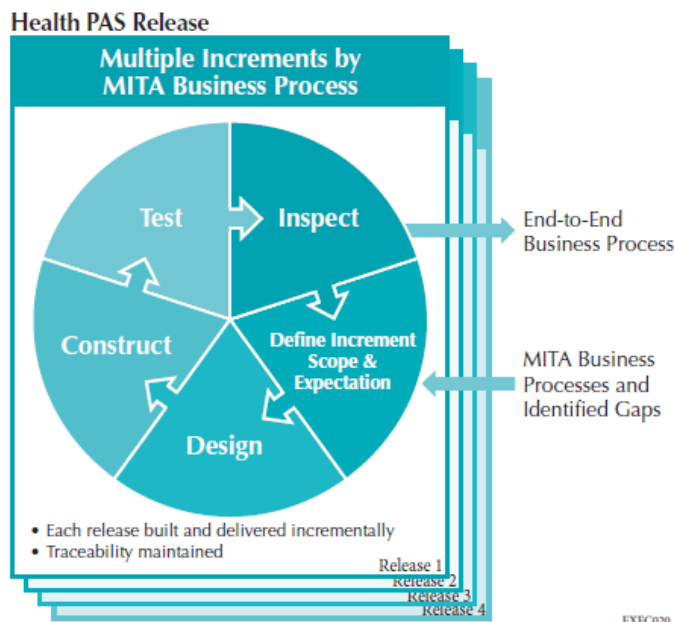 Health PAS Release
Multiple Increments by
MITA Business Process
Test
Inspect
End-to-End
Business Process
Construct
Define Increment
Scope &
Expectation
MITA Business
Processes and
Identified Gaps
Design
• Each release built and delivered incrementally
• Traceability maintained
Release 1
Release 2
Release 3
Release 4
EXEC029